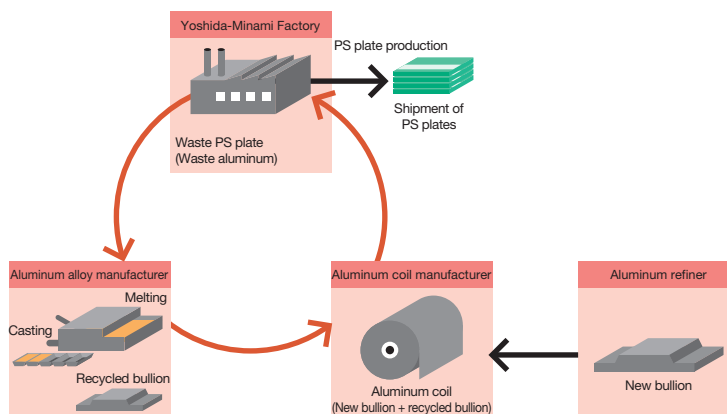 Yoshida-Minami Factory
PS plate production
Shipment of
PS plates
Waste PS plate
(Waste aluminum)
Aluminum alloy manufacturer
Melting
Casting
Recycled bullion
Aluminum coil manufacturer
Aluminum coil
(New bullion + recycled bullion)
Aluminum refiner
New bullion